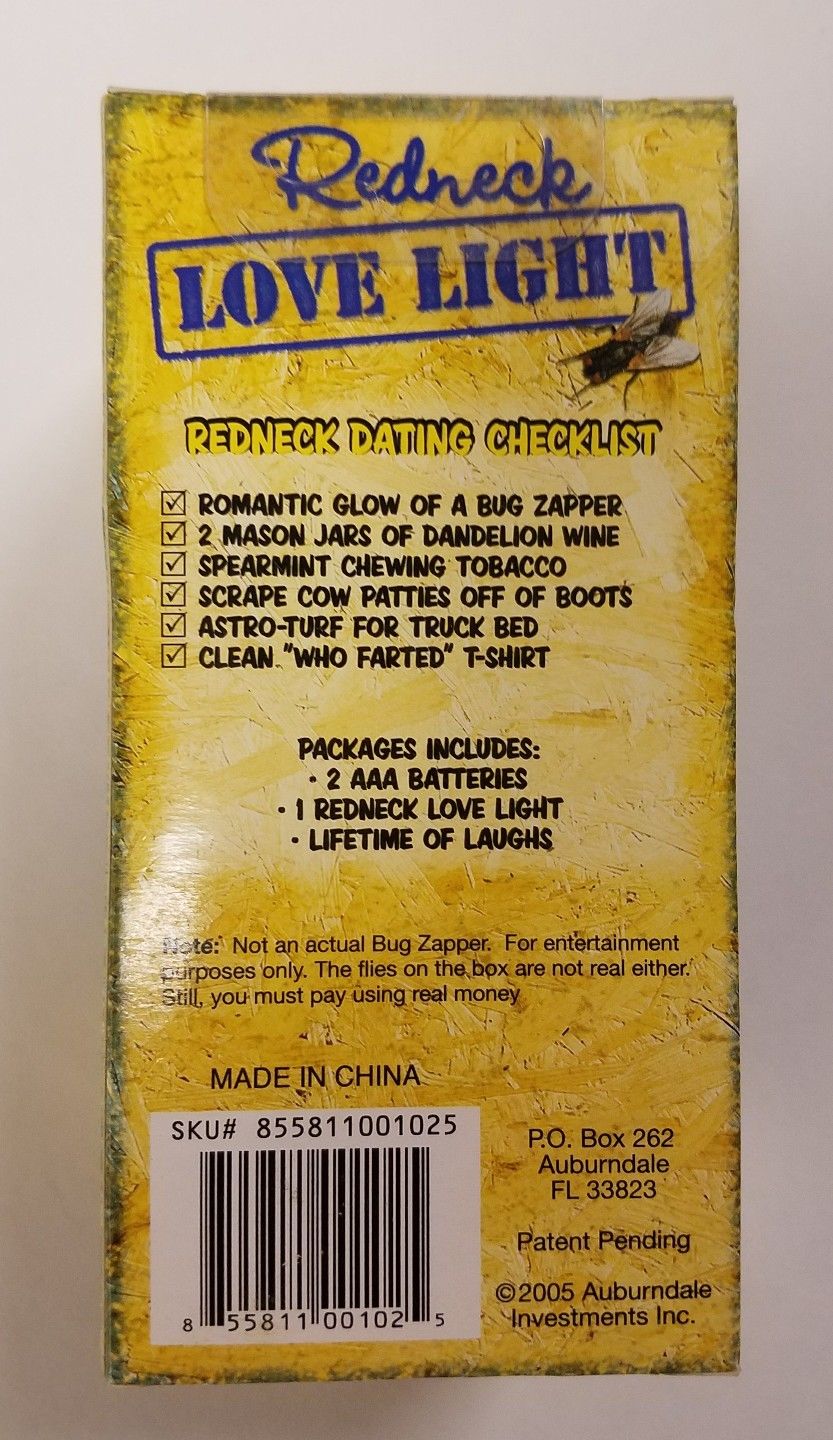 Redneck
LOVE LIGHT
REDNECK DATING CHECKLIST
ROMANTIC GLOW OF A BUG ZAPPER
2 MASON JARS OF DANDELION WINE
SPEARMINT CHEWING TOBACCO
SCRAPE COW PATTIES OFF OF BOOTS
ASTRO-TURF FOR TRUCK BED
CLEAN "WHO FARTED" T-SHIRT
PACKAGES INCLUDES:
• 2 AAA BATTERIES
• 1 REDNECK LOVE LIGHT
• LIFETIME OF LAUGHS
Note: Not an actual Bug Zapper. For entertainment
purposes only. The flies on the box are not real either.
Still, you must pay using real money
MADE IN CHINA
SKU# 855811001025
8 55811 00102 5
P.O. Box 262
Auburndale
FL 33823
Patent Pending
©2005 Auburndale
Investments Inc.